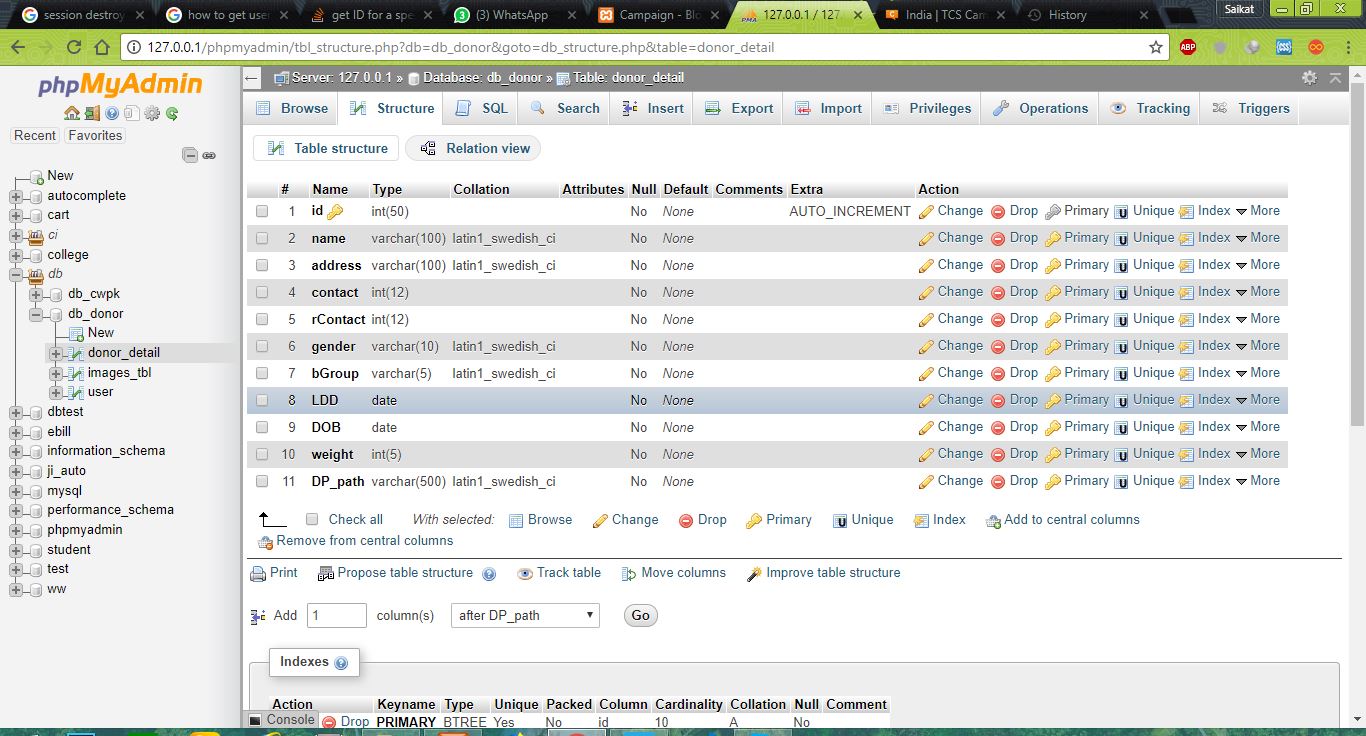 session destroy
how to get user
get ID for a spe
(3) WhatsApp
Campaign - Blo
127.0.0.1 / 127.
India | TCS Cam
History
Saikat
127.0.0.1/phpmyadmin/tbl_structure.php?db=db_donor&goto=db_structure.php&table=donor_detail
phpMyAdmin
Recent Favorites
New
autocomplete
cart
ci
college
db
db_cwpk
db_donor
New
donor_detail
images_tbl
user
dbtest
ebill
information_schema
ji_auto
mysql
performance_schema
phpmyadmin
student
test
ww
Server: 127.0.0.1 » Database: db_donor » Table: donor_detail
Browse Structure SQL Search Insert Export Import Privileges Operations Tracking Triggers
Table structure Relation view
# Name Type Collation Attributes Null Default Comments Extra Action
1 id int(50) No None AUTO_INCREMENT Change Drop Primary Unique Index More
2 name varchar(100) latin1_swedish_ci No None Change Drop Primary Unique Index More
3 address varchar(100) latin1_swedish_ci No None Change Drop Primary Unique Index More
4 contact int(12) No None Change Drop Primary Unique Index More
5 rContact int(12) No None Change Drop Primary Unique Index More
6 gender varchar(10) latin1_swedish_ci No None Change Drop Primary Unique Index More
7 bGroup varchar(5) latin1_swedish_ci No None Change Drop Primary Unique Index More
8 LDD date No None Change Drop Primary Unique Index More
9 DOB date No None Change Drop Primary Unique Index More
10 weight int(5) No None Change Drop Primary Unique Index More
11 DP_path varchar(500) latin1_swedish_ci No None Change Drop Primary Unique Index More
Check all With selected: Browse Change Drop Primary Unique Index Add to central columns
Remove from central columns
Print Propose table structure Track table Move columns Improve table structure
Add 1 column(s) after DP_path Go
Indexes
Action Keyname Type Unique Packed Column Cardinality Collation Null Comment
Console Drop PRIMARY BTREE Yes No id 10 A No